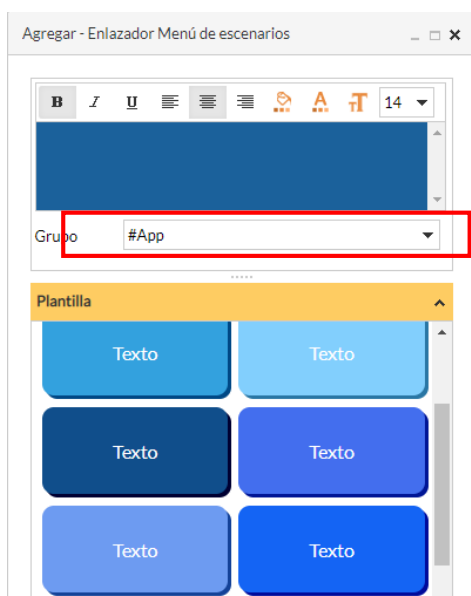 Agregar - Enlazador Menú de escenarios
B I U T 14
Grupo #App
Plantilla
Texto Texto
Texto Texto
Texto Texto